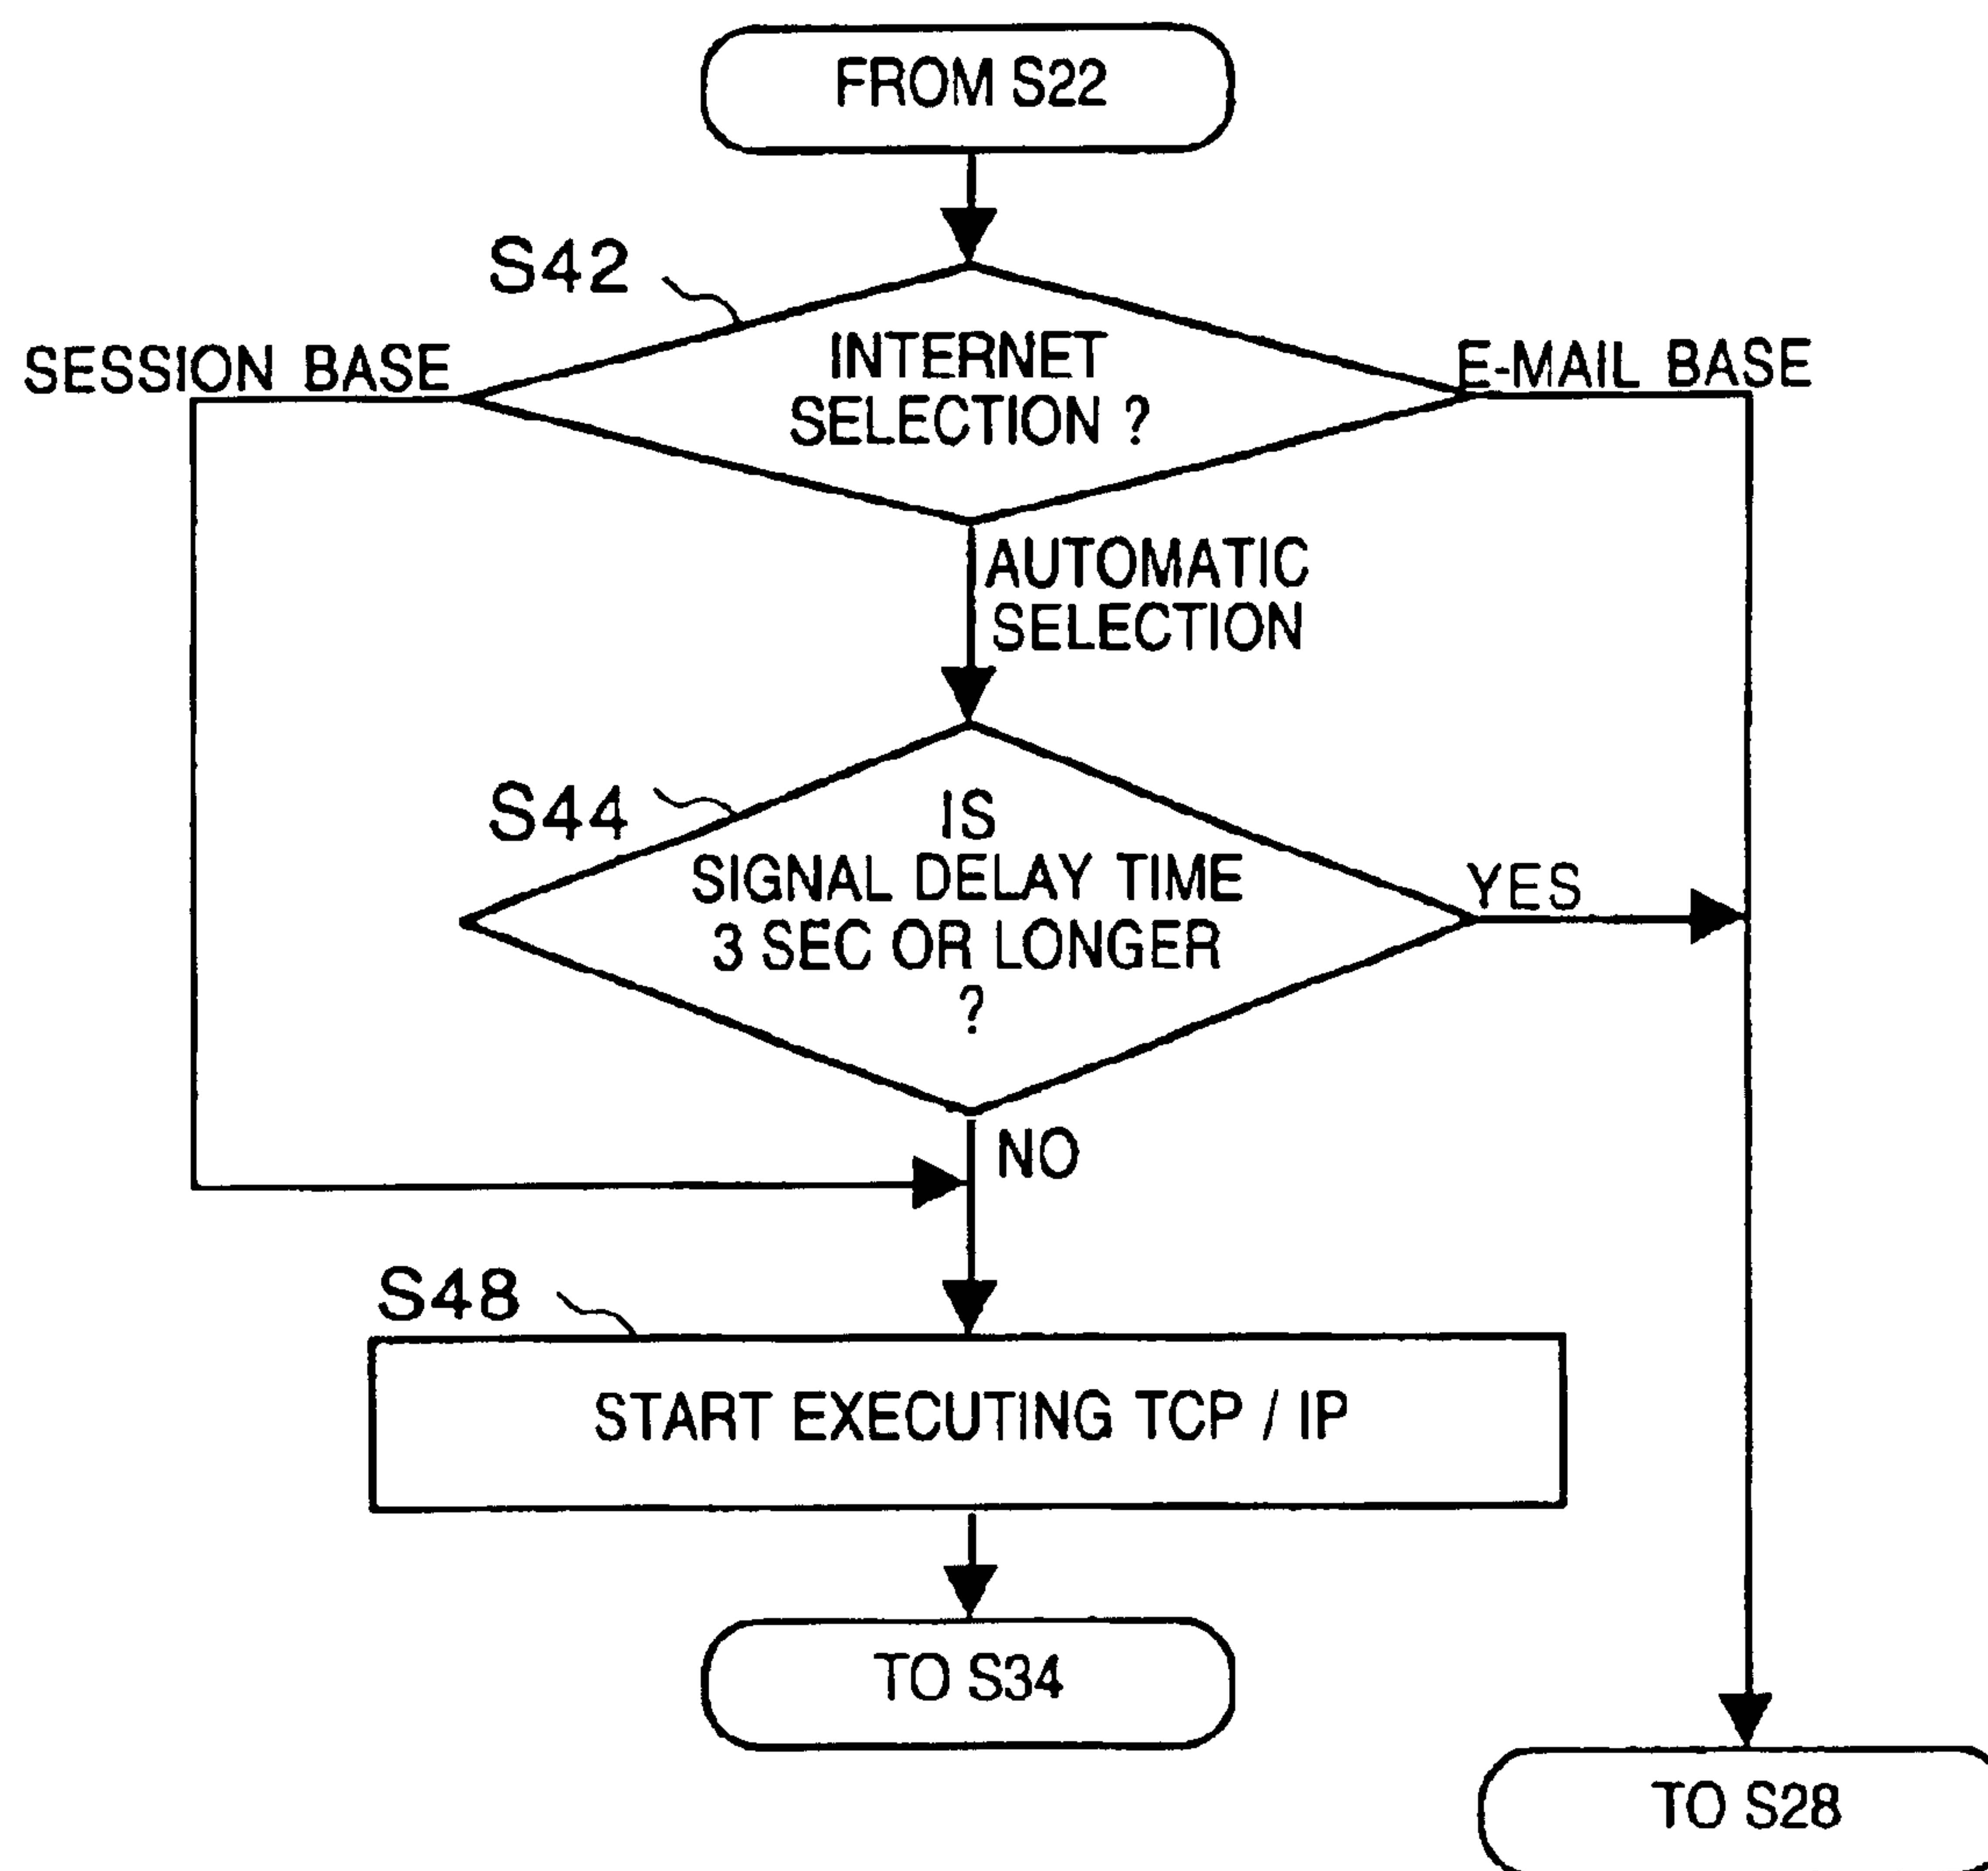 FROM S22
S42
INTERNET
SELECTION ?
SESSION BASE
E-MAIL BASE
AUTOMATIC
SELECTION
S44
IS
SIGNAL DELAY TIME
3 SEC OR LONGER
?
YES
NO
S48
START EXECUTING TCP / IP
TO S34
TO S28